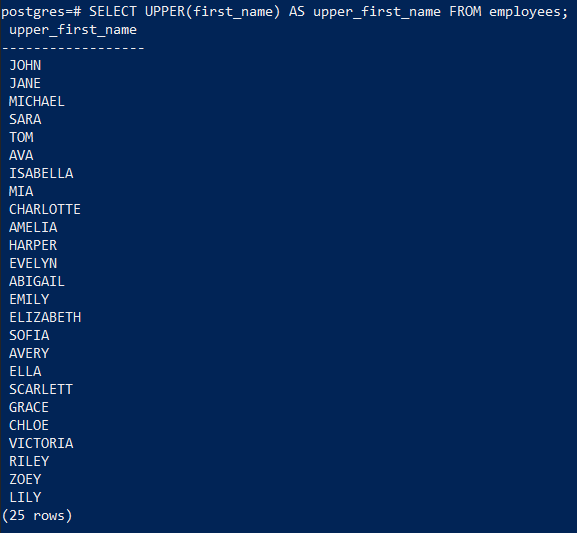 postgres=# SELECT UPPER(first_name) AS upper_first_name FROM employees;
upper_first_name
------------------
JOHN
JANE
MICHAEL
SARA
TOM
AVA
ISABELLA
MIA
CHARLOTTE
AMELIA
HARPER
EVELYN
ABIGAIL
EMILY
ELIZABETH
SOFIA
AVERY
ELLA
SCARLETT
GRACE
CHLOE
VICTORIA
RILEY
ZOEY
LILY
(25 rows)